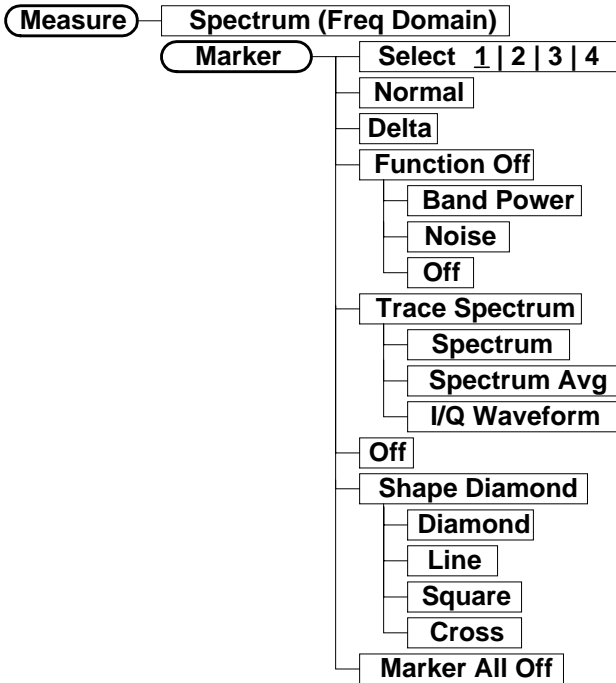 Measure
Spectrum (Freq Domain)
Marker
Select 1 | 2 | 3 | 4
Normal
Delta
Function Off
Band Power
Noise
Off
Trace Spectrum
Spectrum
Spectrum Avg
I/Q Waveform
Off
Shape Diamond
Diamond
Line
Square
Cross
Marker All Off